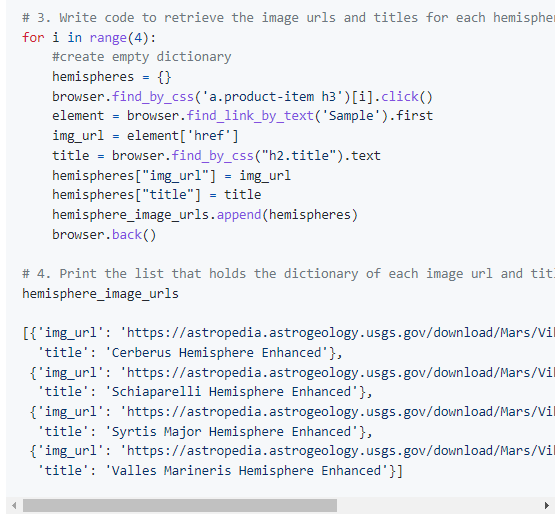 # 3. Write code to retrieve the image urls and titles for each
for i in range(4):
    #create empty dictionary
    hemispheres = {}
    browser.find_by_css('a.product-item h3')[i].click()
    element = browser.find_link_by_text('Sample').first
    img_url = element['href']
    title = browser.find_by_css("h2.title").text
    hemispheres["img_url"] = img_url
    hemispheres["title"] = title
    hemisphere_image_urls.append(hemispheres)
    browser.back()
# 4. Print the list that holds the dictionary of each image url and
hemisphere_image_urls
[{'img_url': 'https://astropedia.astrogeology.usgs.gov/download/Mars/Vi
  'title': 'Cerberus Hemisphere Enhanced'},
 {'img_url': 'https://astropedia.astrogeology.usgs.gov/download/Mars/Vi
  'title': 'Schiaparelli Hemisphere Enhanced'},
 {'img_url': 'https://astropedia.astrogeology.usgs.gov/download/Mars/Vi
  'title': 'Syrtis Major Hemisphere Enhanced'},
 {'img_url': 'https://astropedia.astrogeology.usgs.gov/download/Mars/Vi
  'title': 'Valles Marineris Hemisphere Enhanced'}]